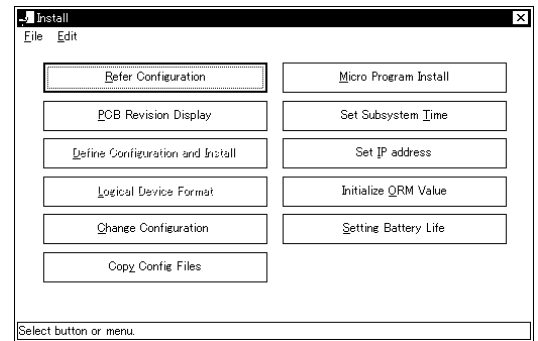 Install
File Edit
Refer Configuration
PCB Revision Display
Define Configuration and Install
Logical Device Format
Change Configuration
Copy Config Files
Micro Program Install
Set Subsystem Time
Set IP address
Initialize ORM Value
Setting Battery Life
Select button or menu.